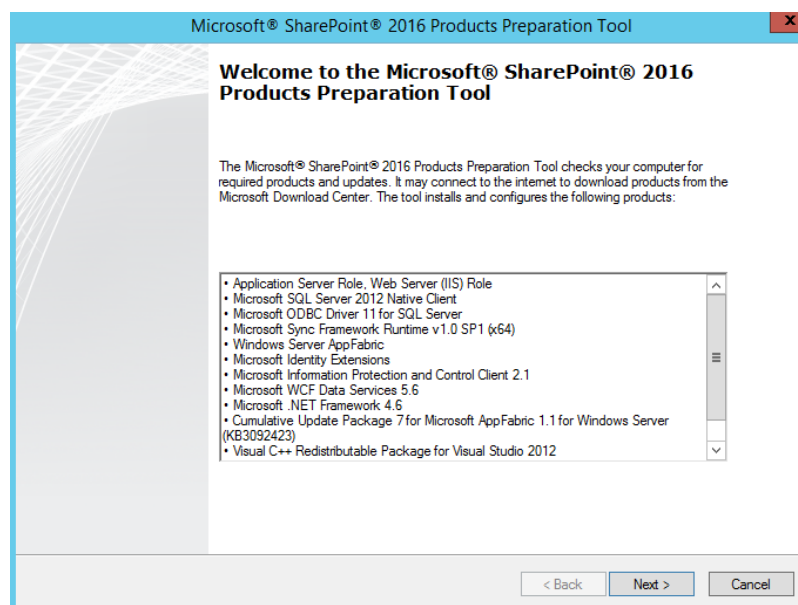 Microsoft® SharePoint® 2016 Products Preparation Tool
x
Welcome to the Microsoft® SharePoint® 2016
Products Preparation Tool
The Microsoft® SharePoint® 2016 Products Preparation Tool checks your computer for
required products and updates. It may connect to the internet to download products from the
Microsoft Download Center. The tool installs and configures the following products:
• Application Server Role, Web Server (IIS) Role
• Microsoft SQL Server 2012 Native Client
• Microsoft ODBC Driver 11 for SQL Server
• Microsoft Sync Framework Runtime v1.0 SP1 (x64)
• Windows Server AppFabric
• Microsoft Identity Extensions
• Microsoft Information Protection and Control Client 2.1
• Microsoft WCF Data Services 5.6
• Microsoft .NET Framework 4.6
• Cumulative Update Package 7 for Microsoft AppFabric 1.1 for Windows Server
(KB3092423)
• Visual C++ Redistributable Package for Visual Studio 2012
< Back Next > Cancel